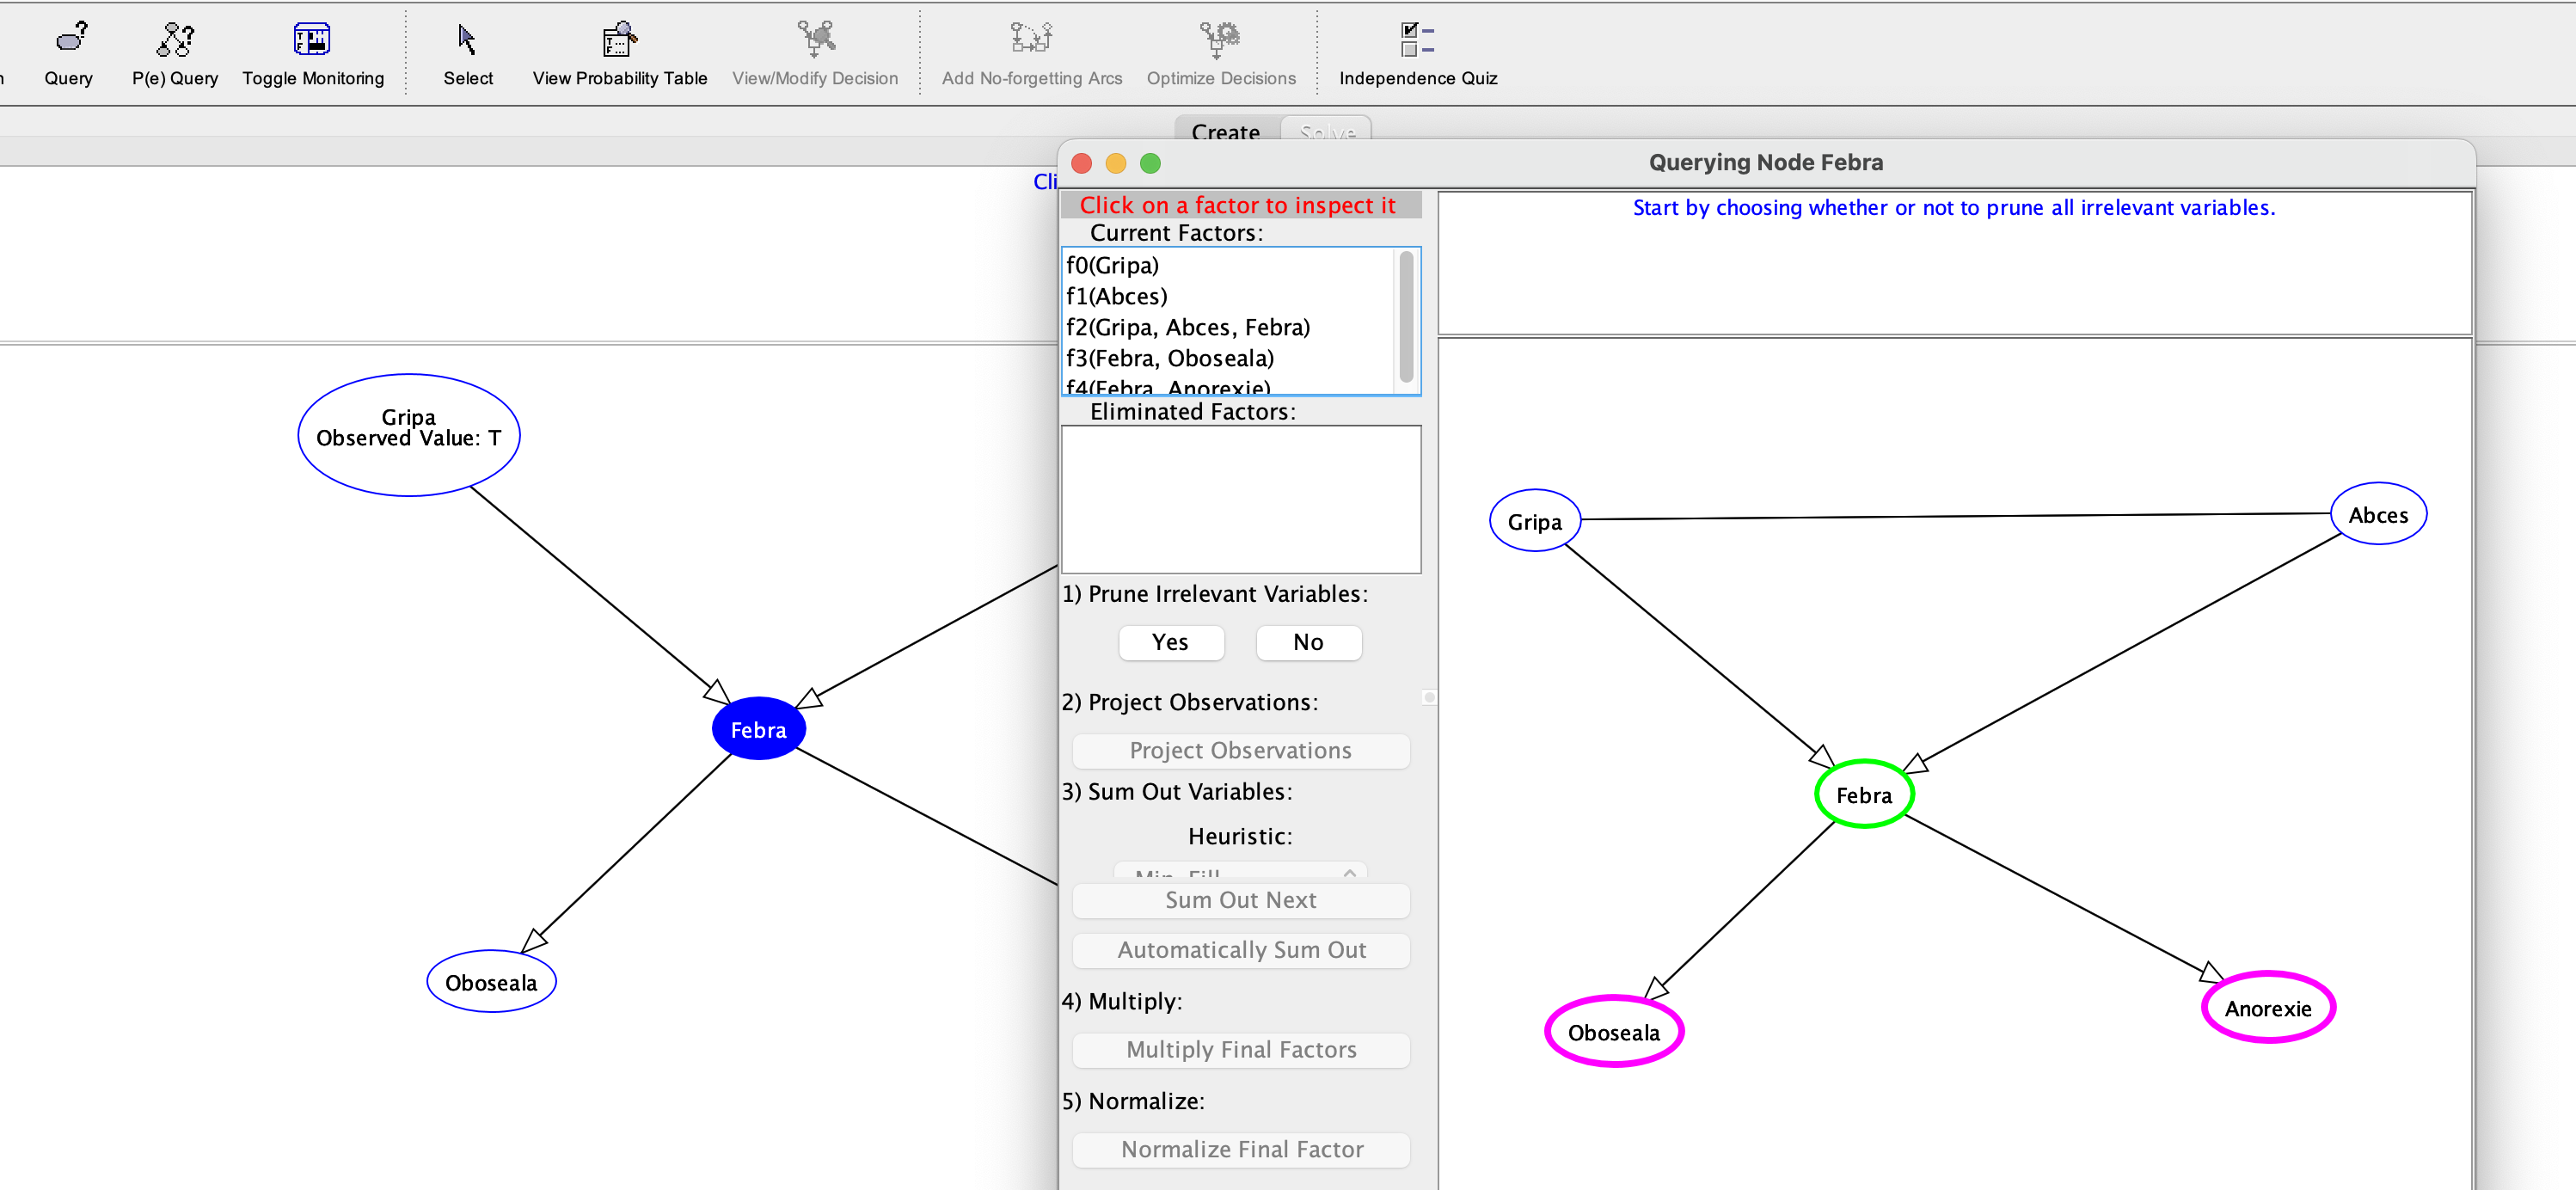 Query
P(e) Query
Toggle Monitoring
Select
View Probability Table
View/Modify Decision
Add No-forgetting Arcs
Optimize Decisions
Independence Quiz
Create
Solve
Querying Node Febra
Cli
Click on a factor to inspect it
Start by choosing whether or not to prune all irrelevant variables.
Current Factors:
f0(Gripa)
f1(Abces)
f2(Gripa, Abces, Febra)
f3(Febra, Oboseala)
f4(Febra, Anorexie)
Eliminated Factors:
1) Prune Irrelevant Variables:
Yes
No
2) Project Observations:
Project Observations
3) Sum Out Variables:
Heuristic:
Min. Fill
Sum Out Next
Automatically Sum Out
4) Multiply:
Multiply Final Factors
5) Normalize:
Normalize Final Factor
Gripa
Observed Value: T
Febra
Oboseala
Gripa
Abces
Febra
Oboseala
Anorexie